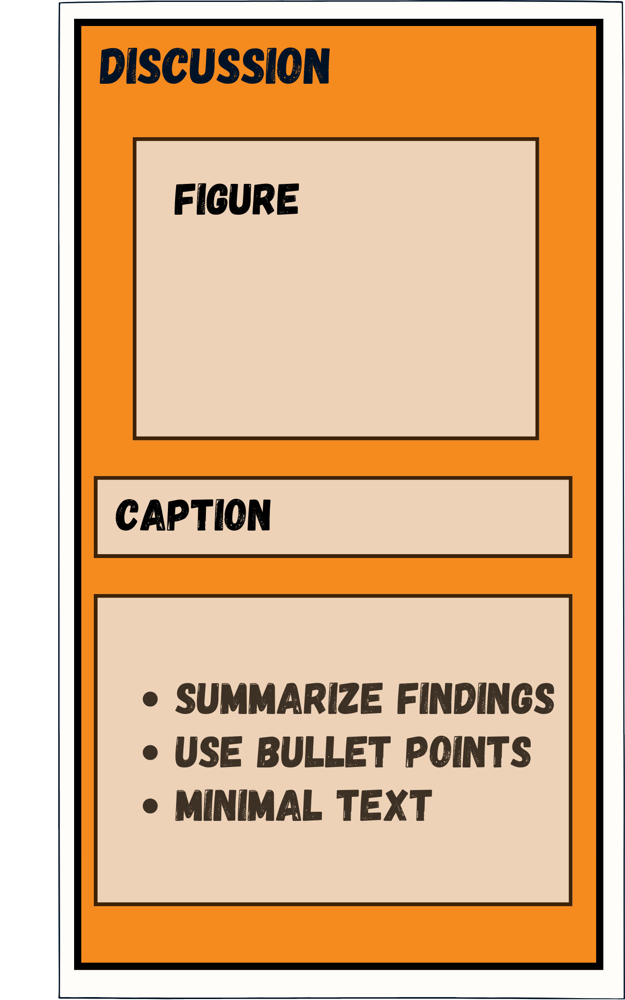 DISCUSSION
FIGURE
CAPTION
• SUMMARIZE FINDINGS
• USE BULLET POINTS
• MINIMAL TEXT